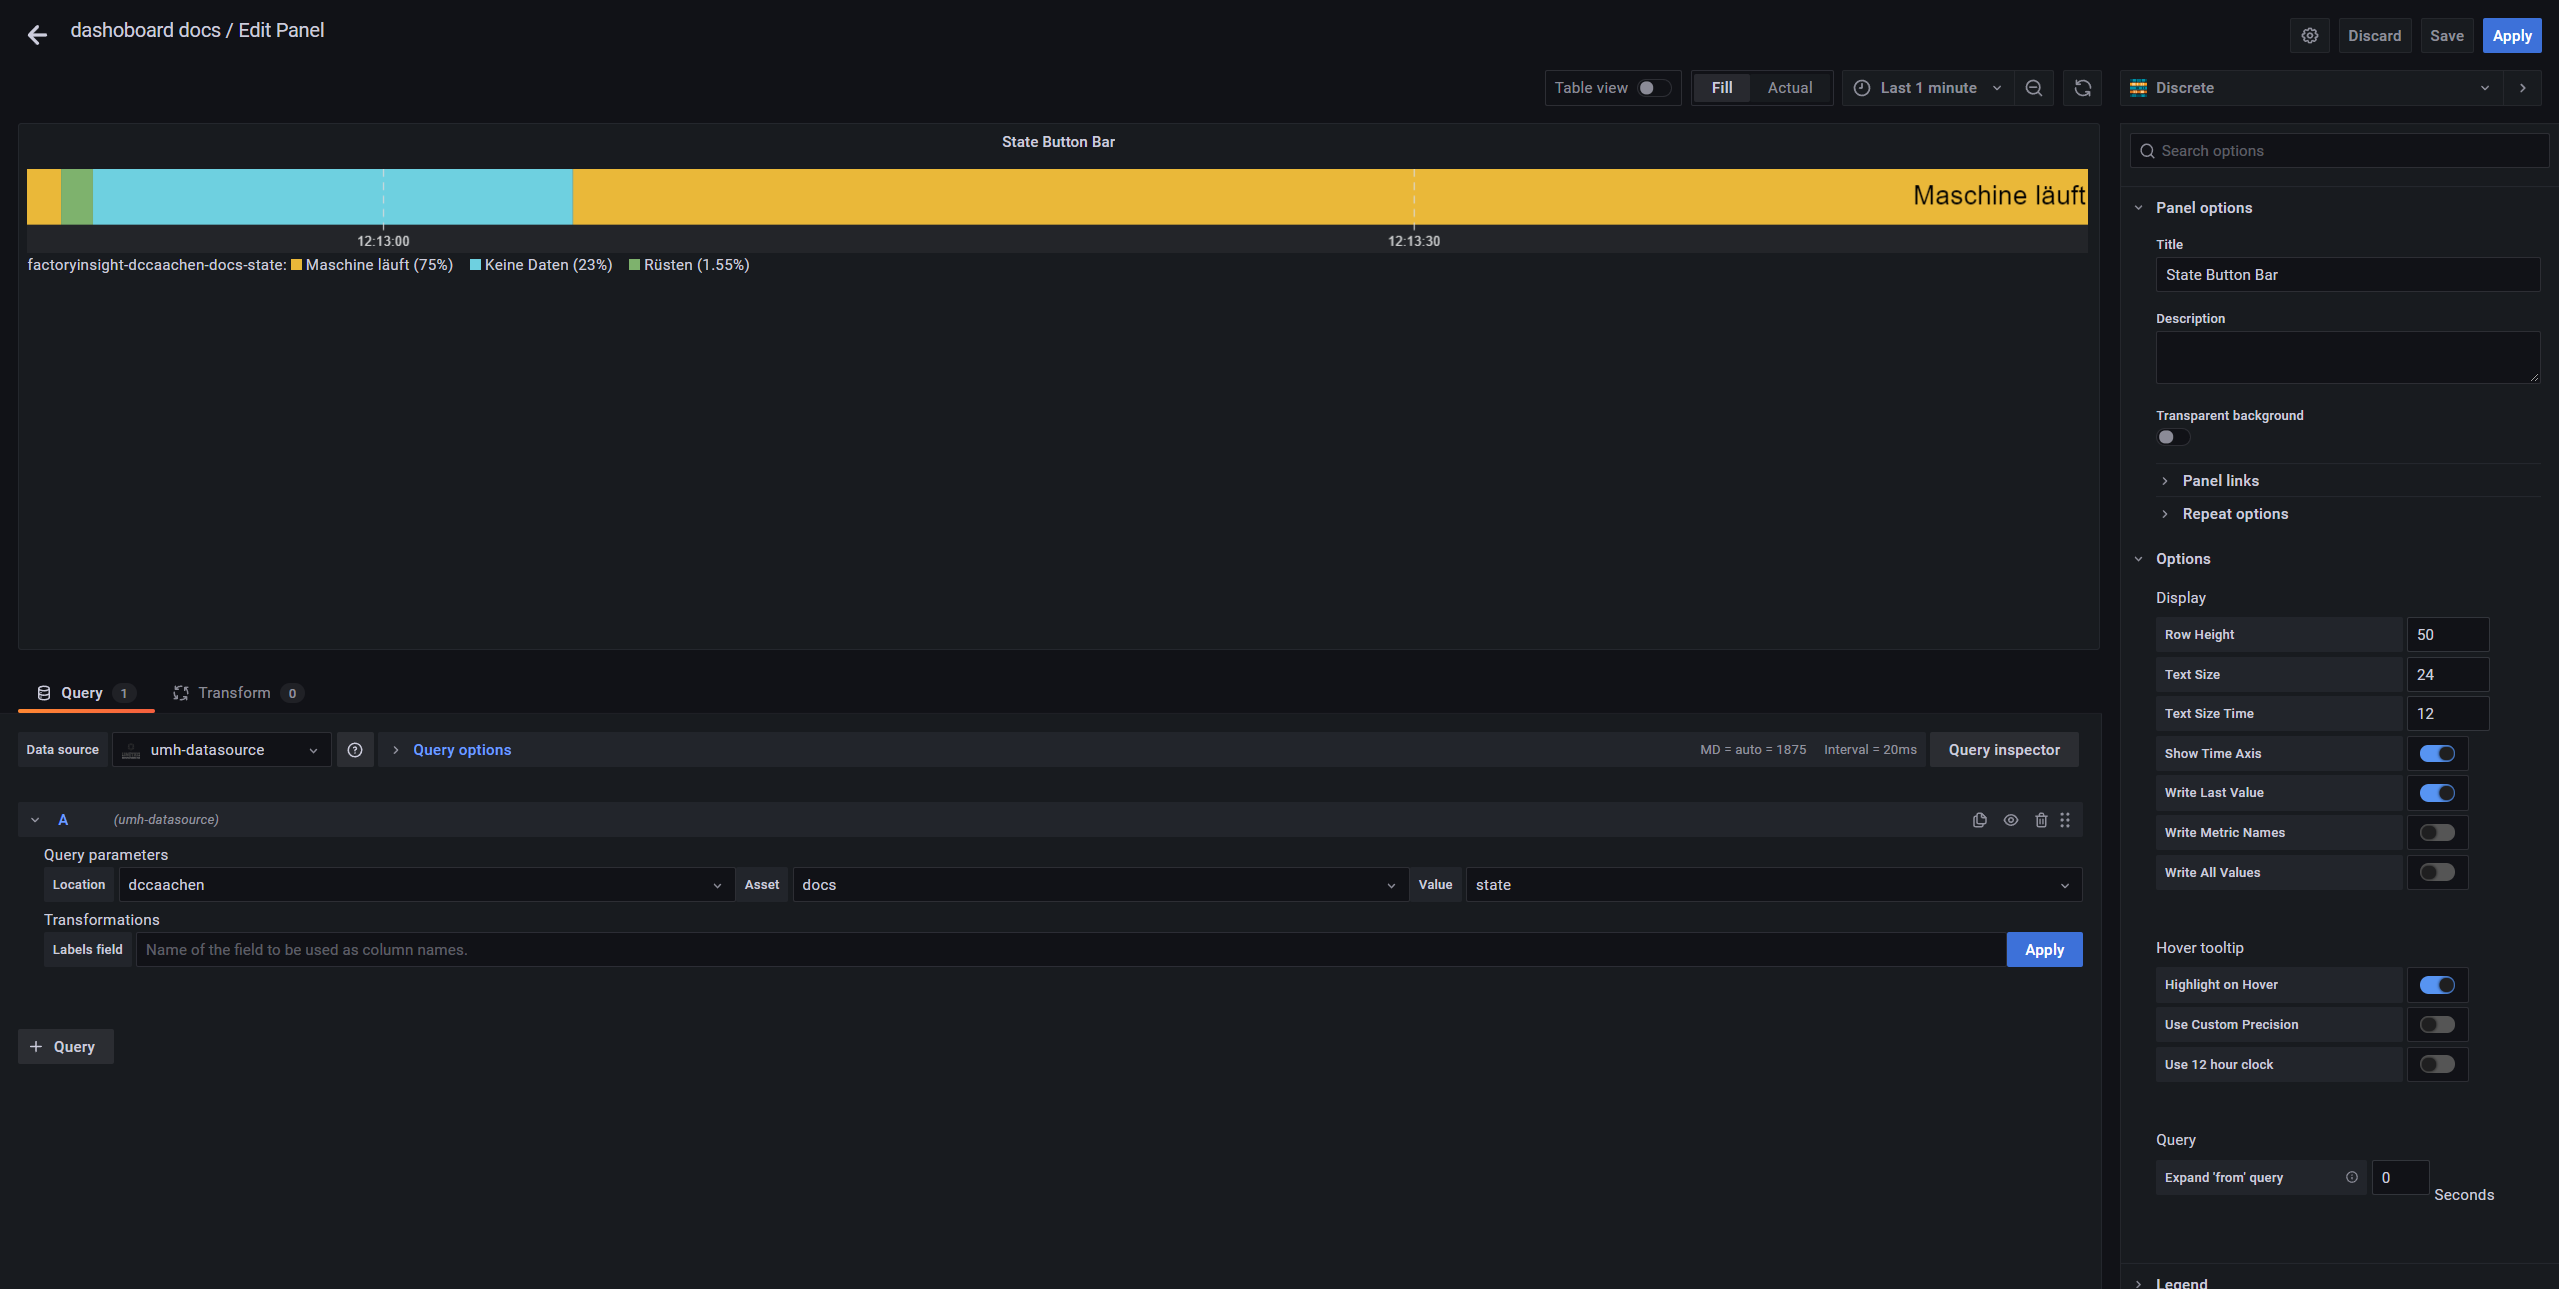 dashoboard docs / Edit Panel
Discard
Save
Apply
Table view
Fill
Actual
Last 1 minute
Discrete
State Button Bar
Maschine läuft
12:13:00
12:13:30
factoryinsight-dccaachen-docs-state: Maschine läuft (75%) Keine Daten (23%) Rüsten (1.55%)
Query 1
Transform 0
Data source
umh-datasource
Query options
MD = auto = 1875
Interval = 20ms
Query inspector
A
(umh-datasource)
Query parameters
Location
dccaachen
Asset
docs
Value
state
Transformations
Labels field
Name of the field to be used as column names.
Apply
+ Query
Search options
Panel options
Title
State Button Bar
Description
Transparent background
Panel links
Repeat options
Options
Display
Row Height
50
Text Size
24
Text Size Time
12
Show Time Axis
Write Last Value
Write Metric Names
Write All Values
Hover tooltip
Highlight on Hover
Use Custom Precision
Use 12 hour clock
Query
Expand 'from' query
0
Seconds
Legend